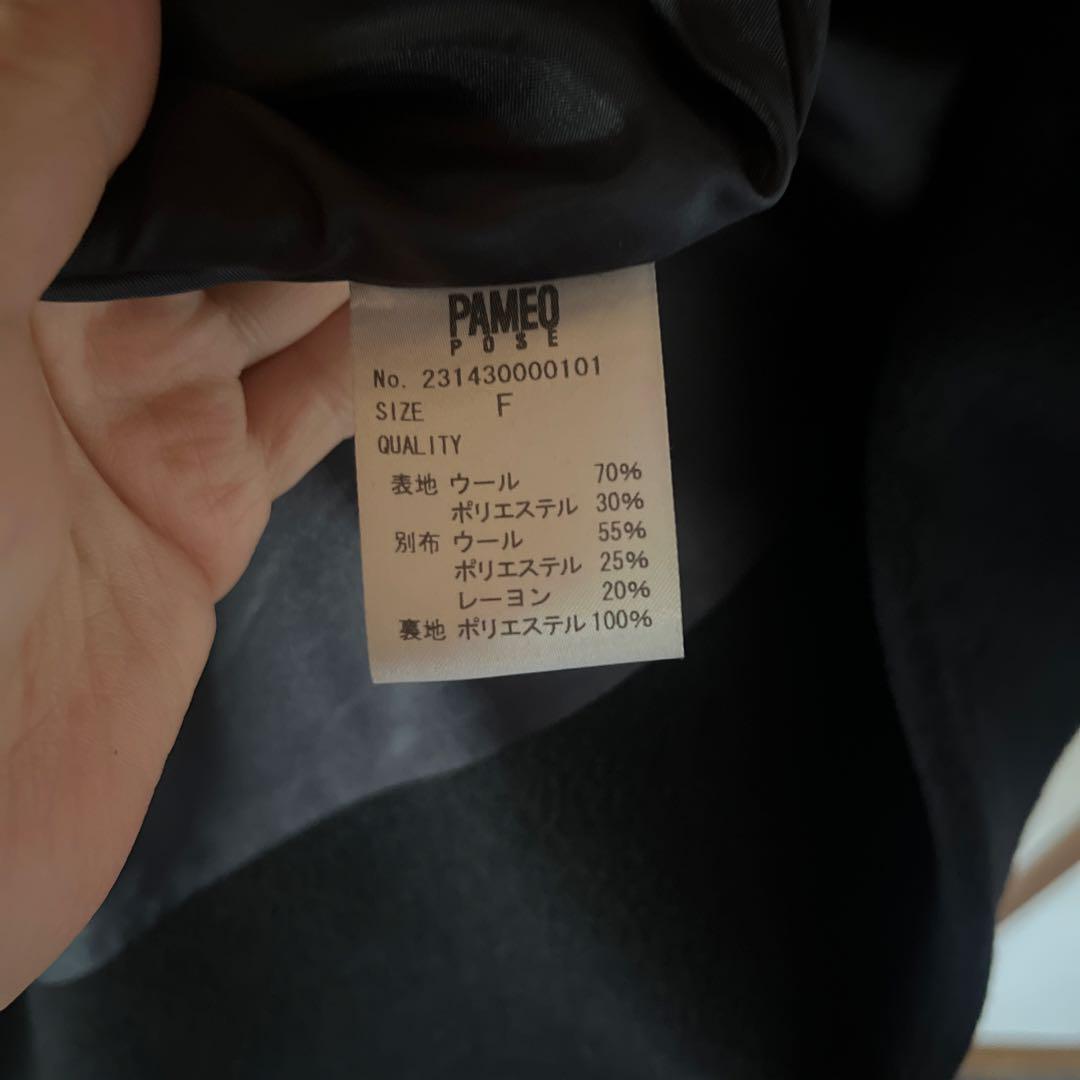 PAMEO
POSE
No. 231430000101
SIZE F
QUALITY
表地 ウール 70%
ポリエステル 30%
別布 ウール 55%
ポリエステル 25%
レーヨン 20%
裏地 ポリエステル 100%